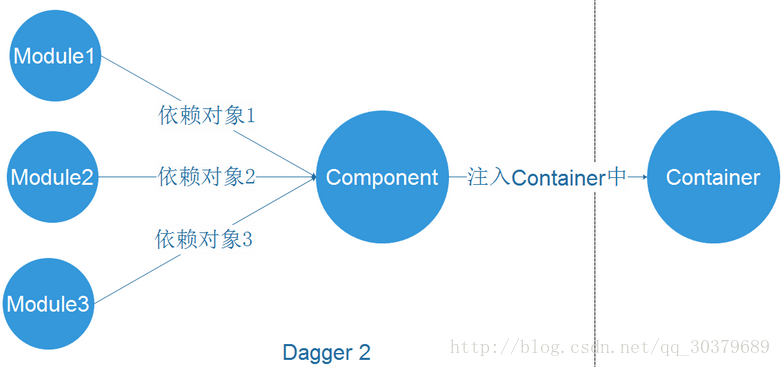 Module1
依赖对象1
Module2
依赖对象2
Component
注入Container中
Container
依赖对象3
Module3
Dagger 2
http://blog.csdn.net/qq_30379689